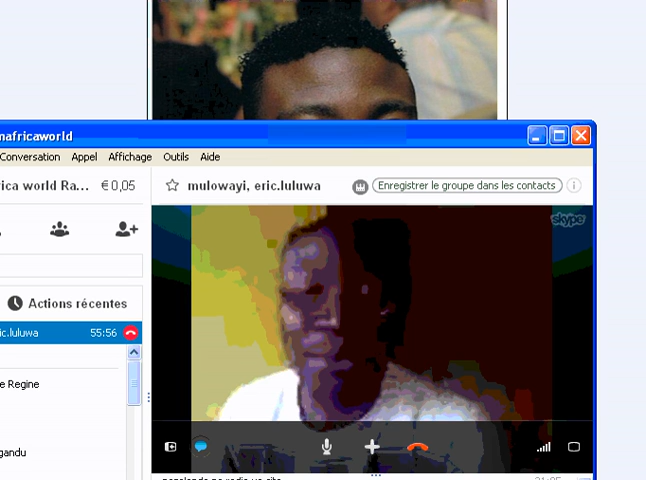 nafricaworld
Conversation Appel Affichage Outils Aide
rica world Ra... €0,05
mulowayi, eric.luluwa
Enregistrer le groupe dans les contacts
skype
Actions récentes
ic.luluwa 55:56
e Regine
gandu